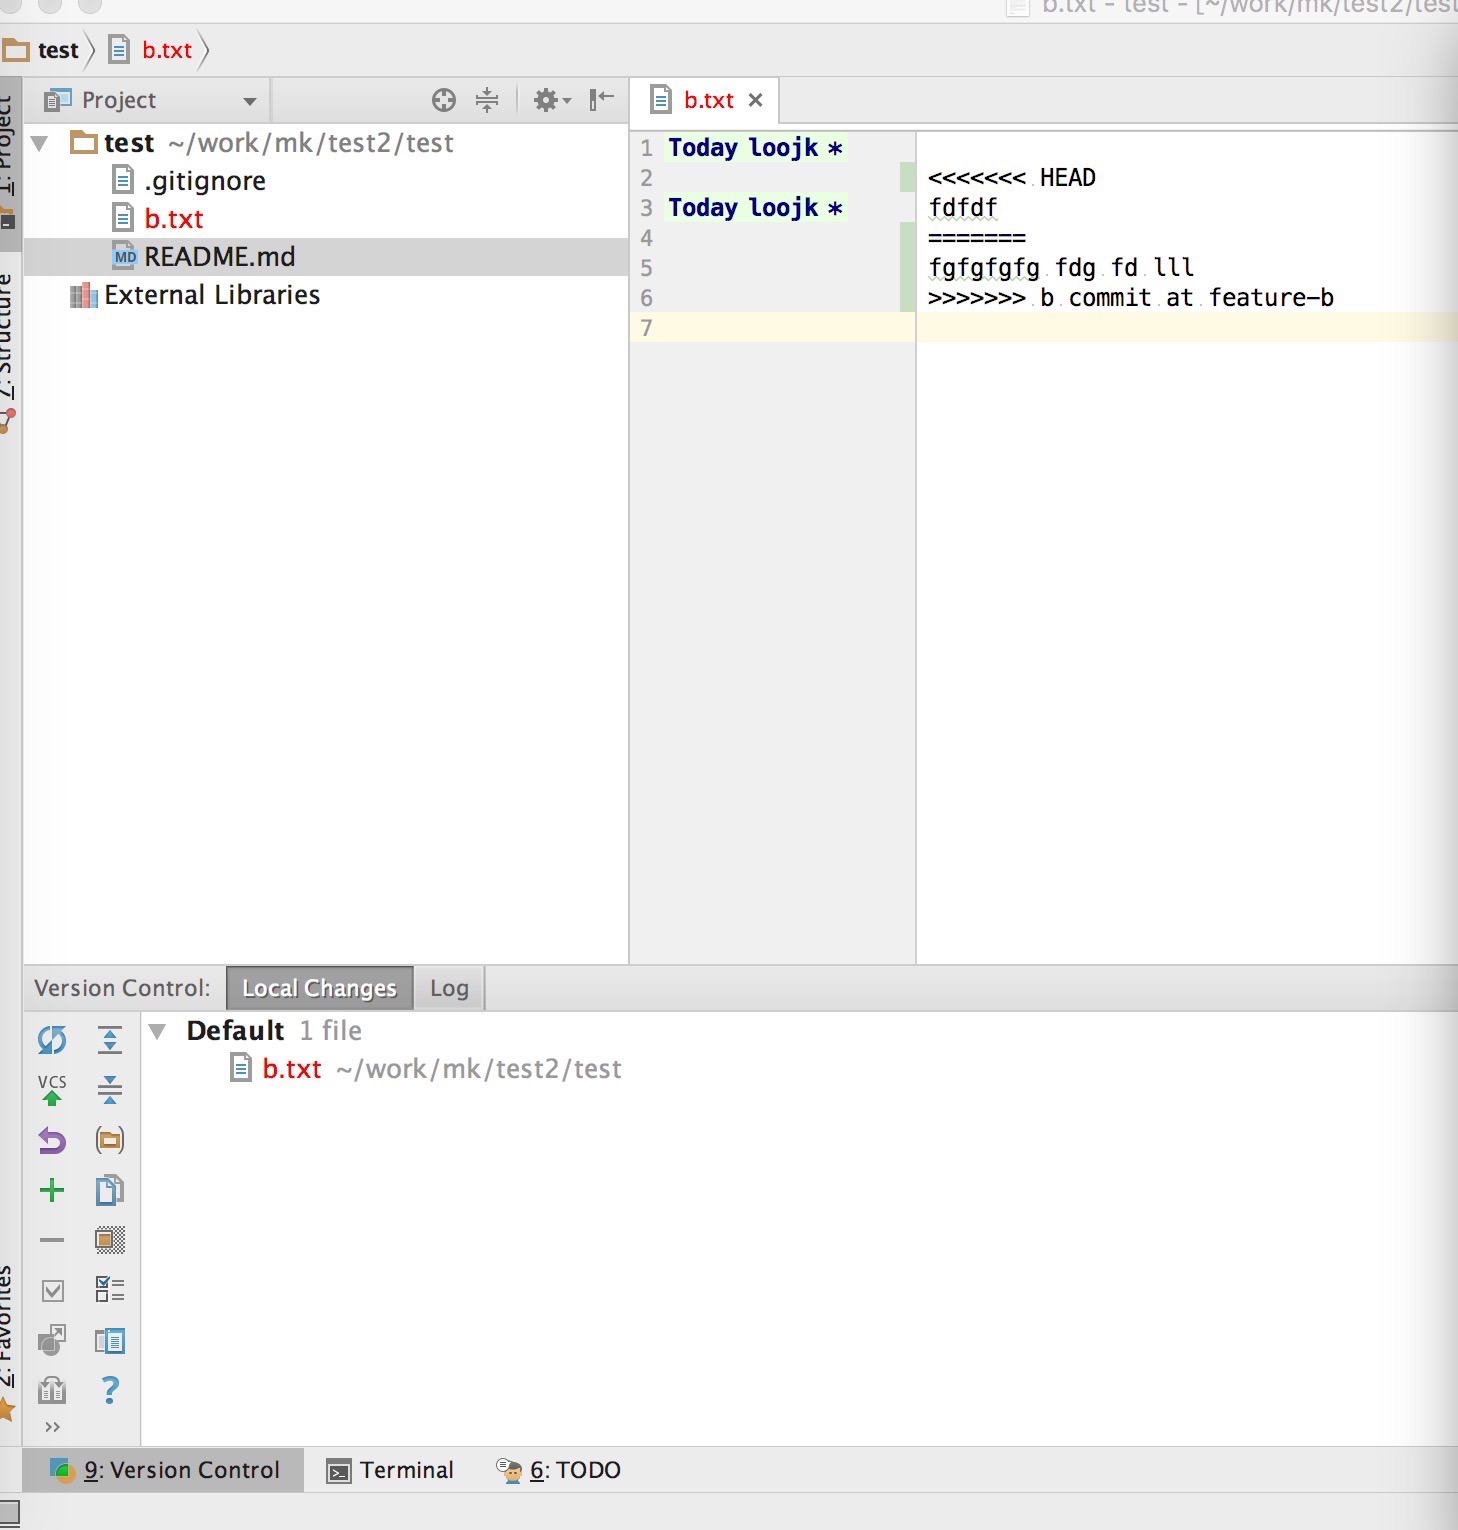 b.txt - test - [~/work/mk/test2/test
test b.txt
1: Project
Project
b.txt
test ~/work/mk/test2/test
.gitignore
b.txt
MD README.md
External Libraries
7: Structure
1 Today loojk *
2 <<<<<<< HEAD
3 Today loojk * fdfdf
4 =======
5 fgfgfgfg fdg fd lll
6 >>>>>>> b commit at feature-b
7
Version Control: Local Changes Log
Default 1 file
b.txt ~/work/mk/test2/test
VCS
?
2: Favorites
9: Version Control Terminal 6: TODO